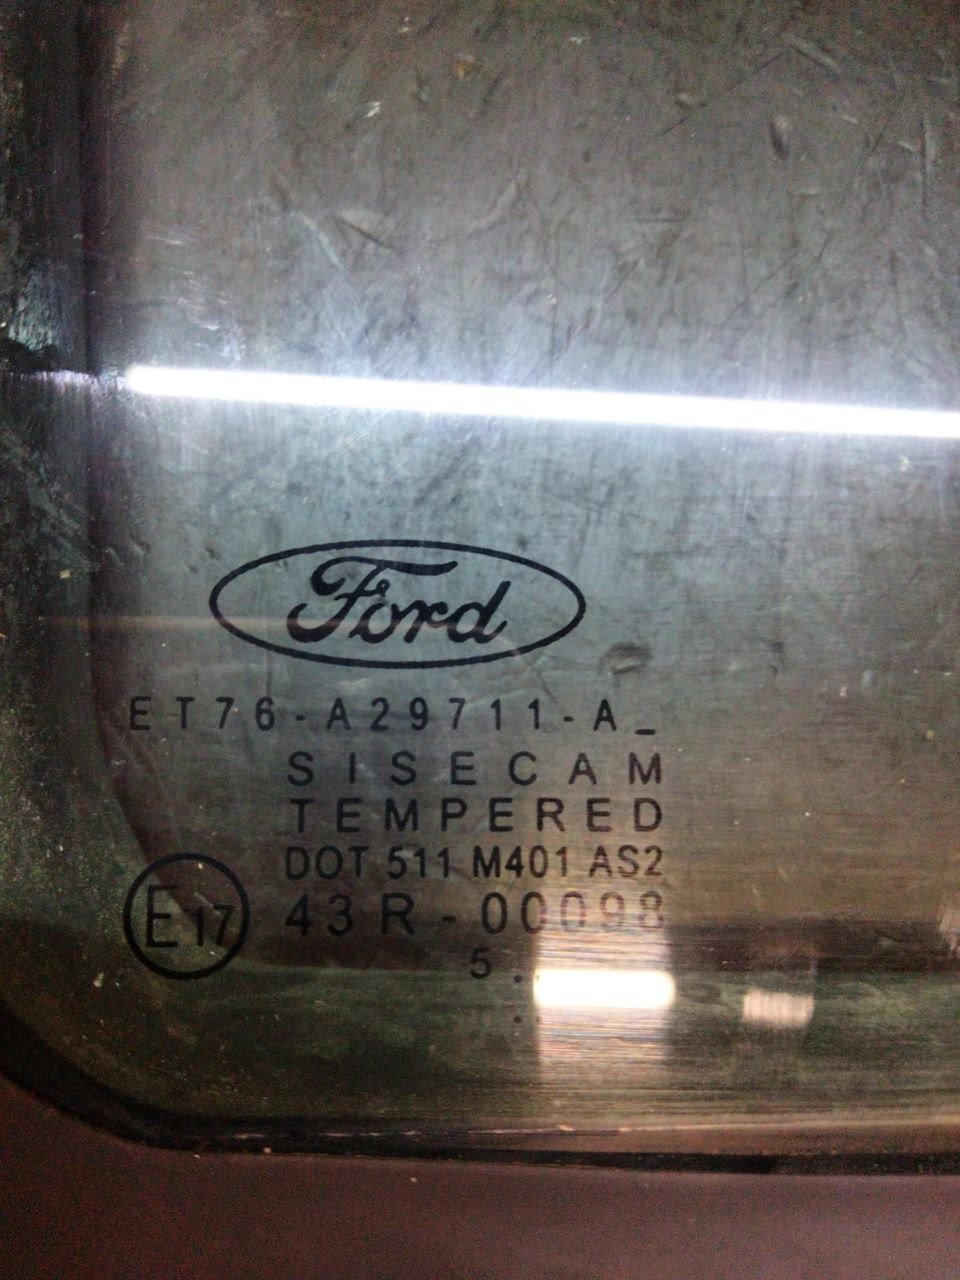 Ford
ET76-A29711-A_
SISECAM
TEMPERED
DOT 511 M401 AS2
E17 43R-00098
5 .